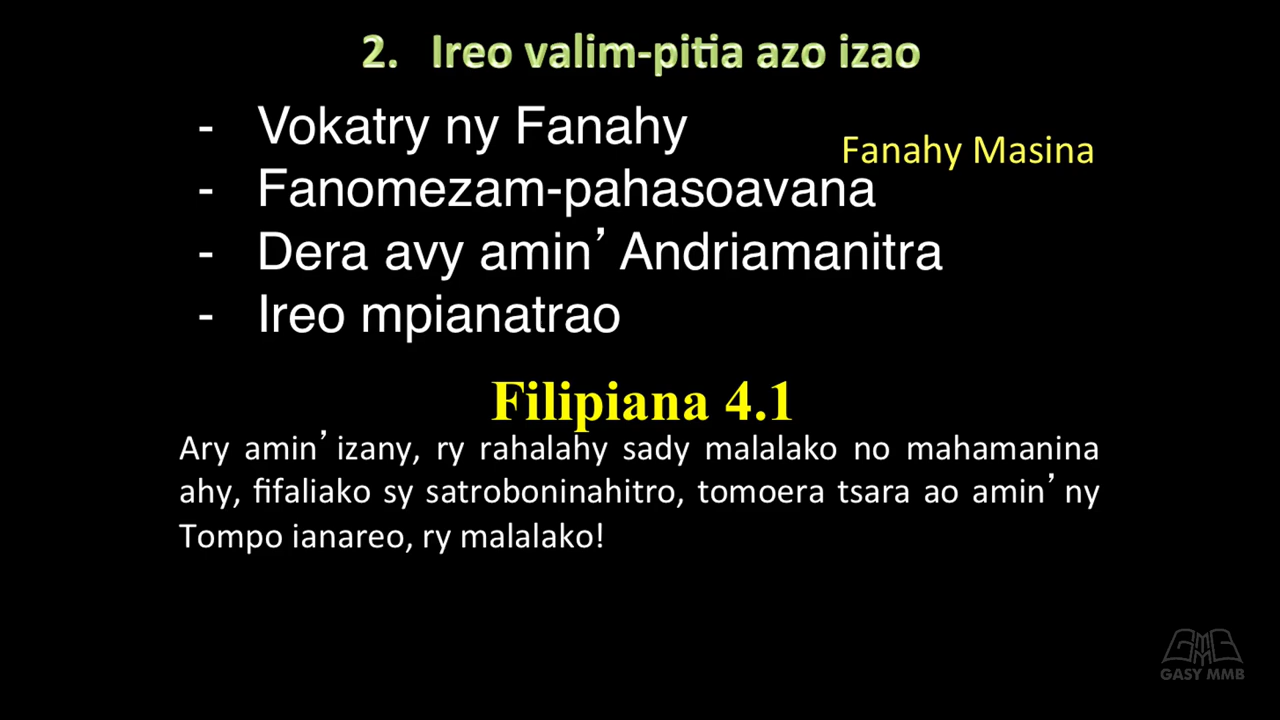 2. Ireo valim-pitia azo izao
- Vokatry ny Fanahy
Fanahy Masina
- Fanomezam-pahasoavana
- Dera avy amin’ Andriamanitra
- Ireo mpianatrao
Filipiana 4.1
Ary amin’ izany, ry rahalahy sady malalako no mahamanina
ahy, fifaliako sy satroboninahitro, tomoera tsara ao amin’ ny
Tompo ianareo, ry malalako!
GMMB
GASY MMB